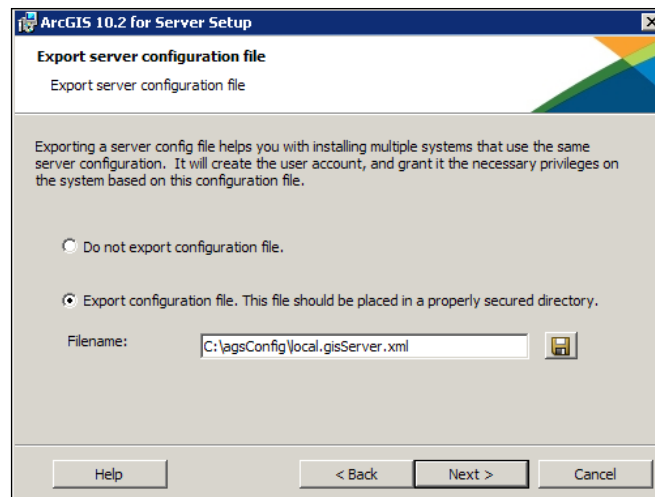 ArcGIS 10.2 for Server Setup
Export server configuration file
Export server configuration file
Exporting a server config file helps you with installing multiple systems that use the same
server configuration.  It will create the user account, and grant it the necessary privileges on
the system based on this configuration file.
Do not export configuration file.
Export configuration file. This file should be placed in a properly secured directory.
Filename:
C:\agsConfig\local.gisServer.xml
Help
< Back
Next >
Cancel